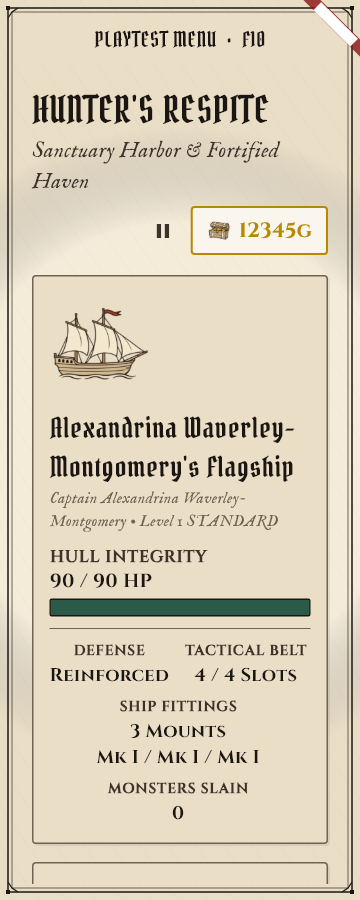 PLAYTEST MENU · F10
HUNTER'S RESPITE
Sanctuary Harbor & Fortified
Haven
12345G
Alexandrina Waverley-
Montgomery's Flagship
Captain Alexandrina Waverley-
Montgomery • Level 1 STANDARD
HULL INTEGRITY
90 / 90 HP
DEFENSE TACTICAL BELT
REINFORCED 4 / 4 SLOTS
SHIP FITTINGS
3 MOUNTS
MK I / MK I / MK I
MONSTERS SLAIN
0